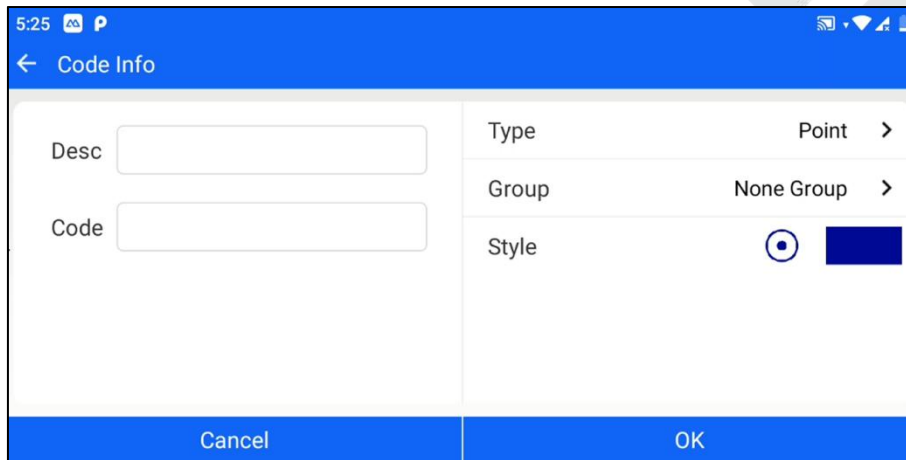 5:25
Code Info
Desc
Code
Type Point
Group None Group
Style
Cancel OK